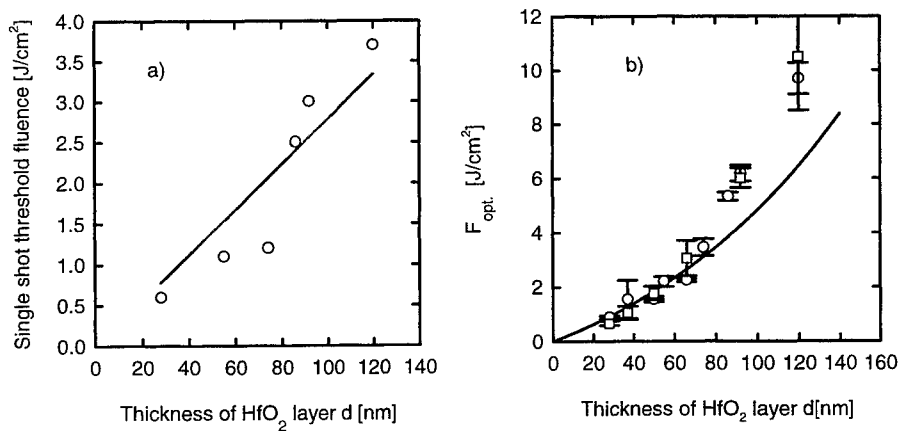 4.0
3.5
3.0
2.5
2.0
1.5
1.0
0.5
0.0
Single shot threshold fluence [J/cm2]
a)
0 20 40 60 80 100 120 140
Thickness of HfO2 layer d [nm]
12
10
8
6
4
2
0
Fopt. [J/cm2]
b)
0 20 40 60 80 100 120 140 160
Thickness of HfO2 layer d[nm]